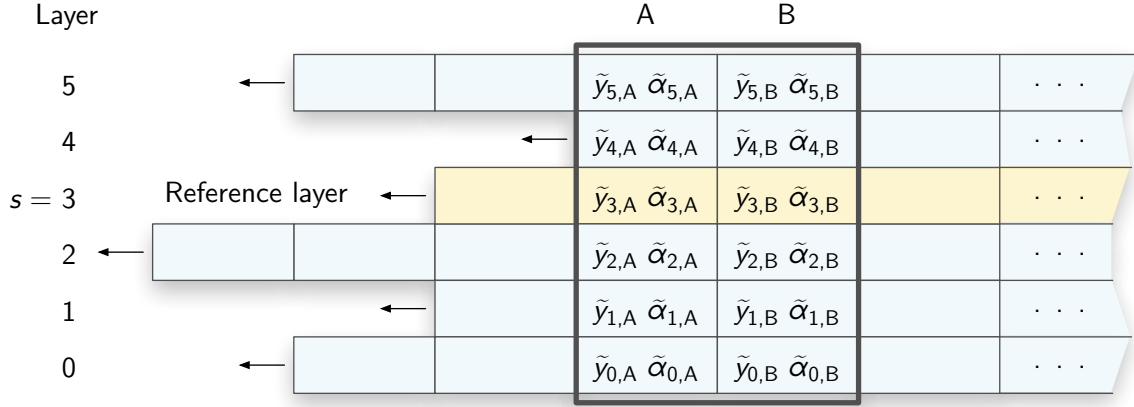 Layer A B
5 ỹ5,A α̃5,A ỹ5,B α̃5,B · · ·
4 ỹ4,A α̃4,A ỹ4,B α̃4,B · · ·
s = 3 Reference layer ỹ3,A α̃3,A ỹ3,B α̃3,B · · ·
2 ỹ2,A α̃2,A ỹ2,B α̃2,B · · ·
1 ỹ1,A α̃1,A ỹ1,B α̃1,B · · ·
0 ỹ0,A α̃0,A ỹ0,B α̃0,B · · ·